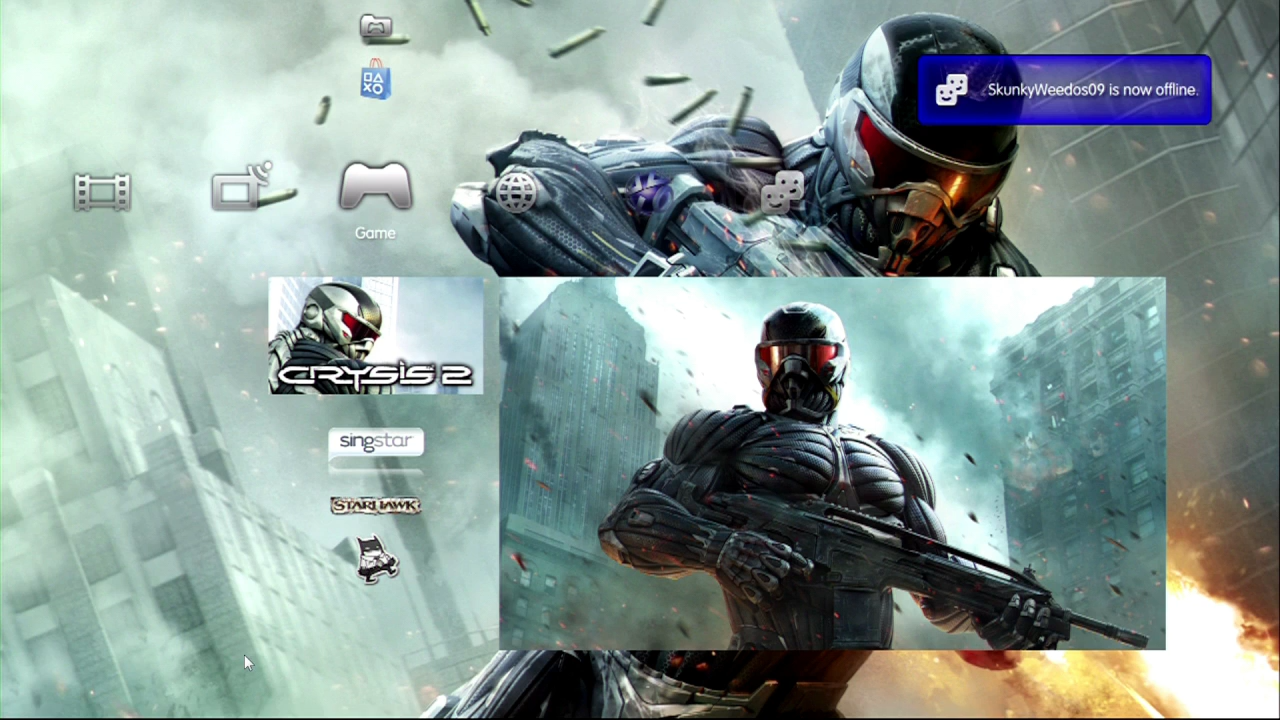 SkunkyWeedos09 is now offline.
Game
CRYSIS 2
singstar
STARHAWK